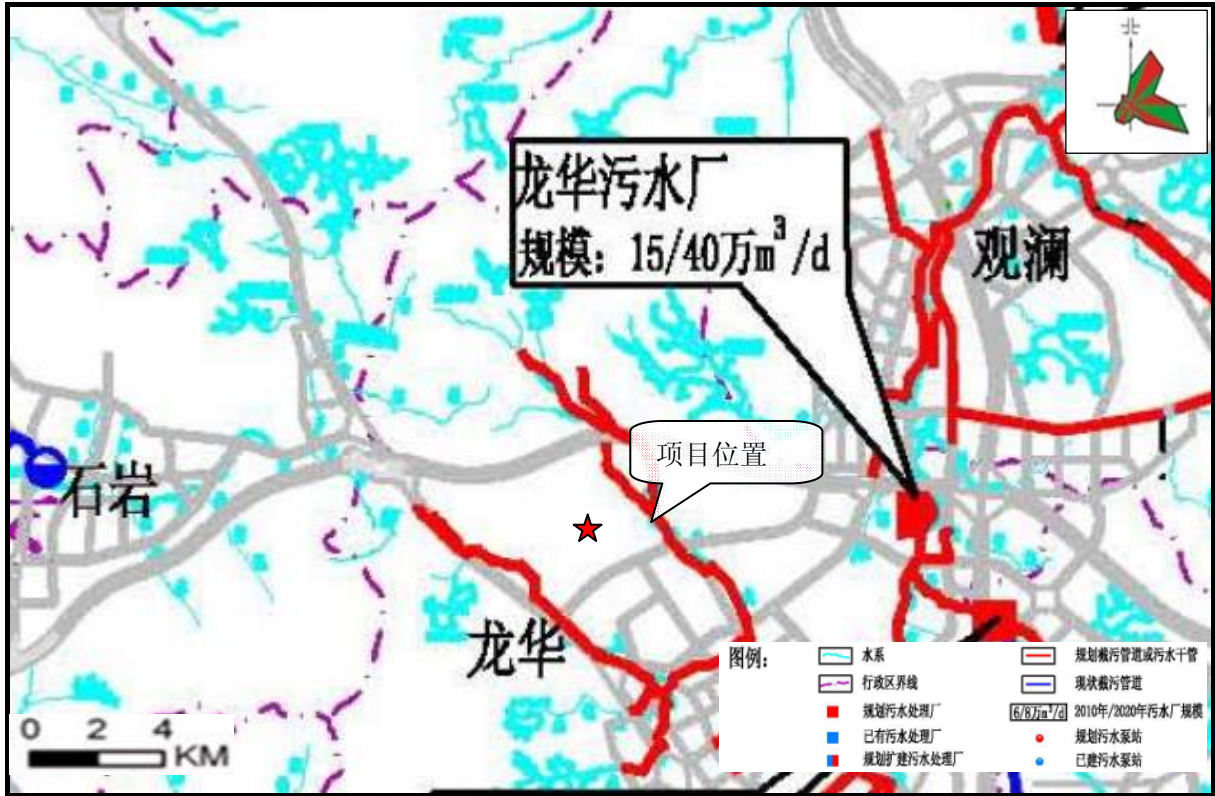 北
龙华污水厂
规模：15/40万m³/d
观澜
项目位置
石岩
龙华
0 2 4
KM
图例：
水系
行政区界线
规划污水处理厂
已有污水处理厂
规划扩建污水处理厂
规划截污管道或污水干管
现状截污管道
6/8万m³/d 2010年/2020年污水厂规模
规划污水泵站
已建污水泵站